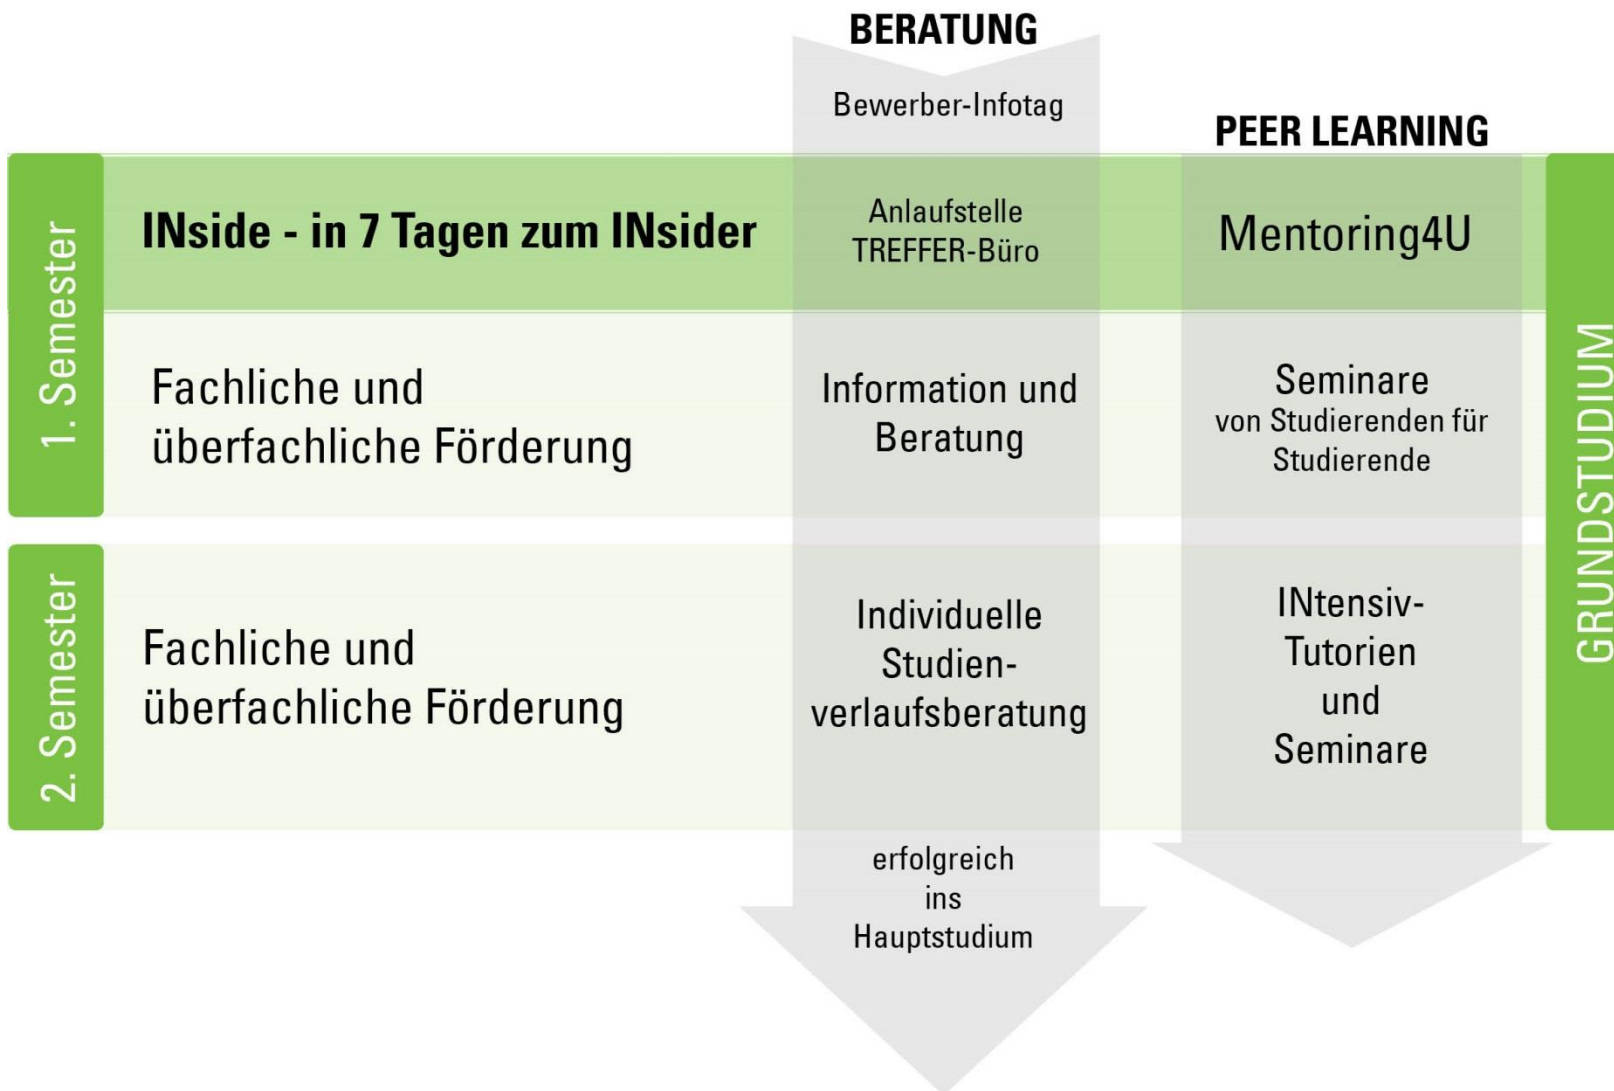 BERATUNG
Bewerber-Infotag
PEER LEARNING
1. Semester
INside - in 7 Tagen zum INsider
Anlaufstelle
TREFFER-Büro
Mentoring4U
Fachliche und
überfachliche Förderung
Information und
Beratung
Seminare
von Studierenden für
Studierende
GRUNDSTUDIUM
2. Semester
Fachliche und
überfachliche Förderung
Individuelle
Studien-
verlaufsberatung
INtensiv-
Tutorien
und
Seminare
erfolgreich
ins
Hauptstudium